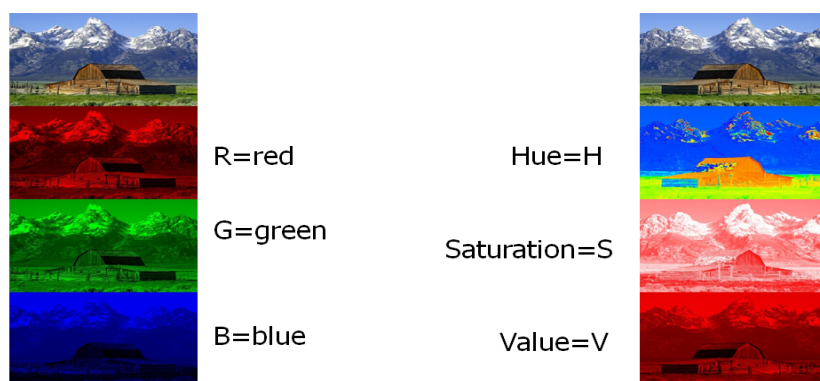 R=red
G=green
B=blue
Hue=H
Saturation=S
Value=V